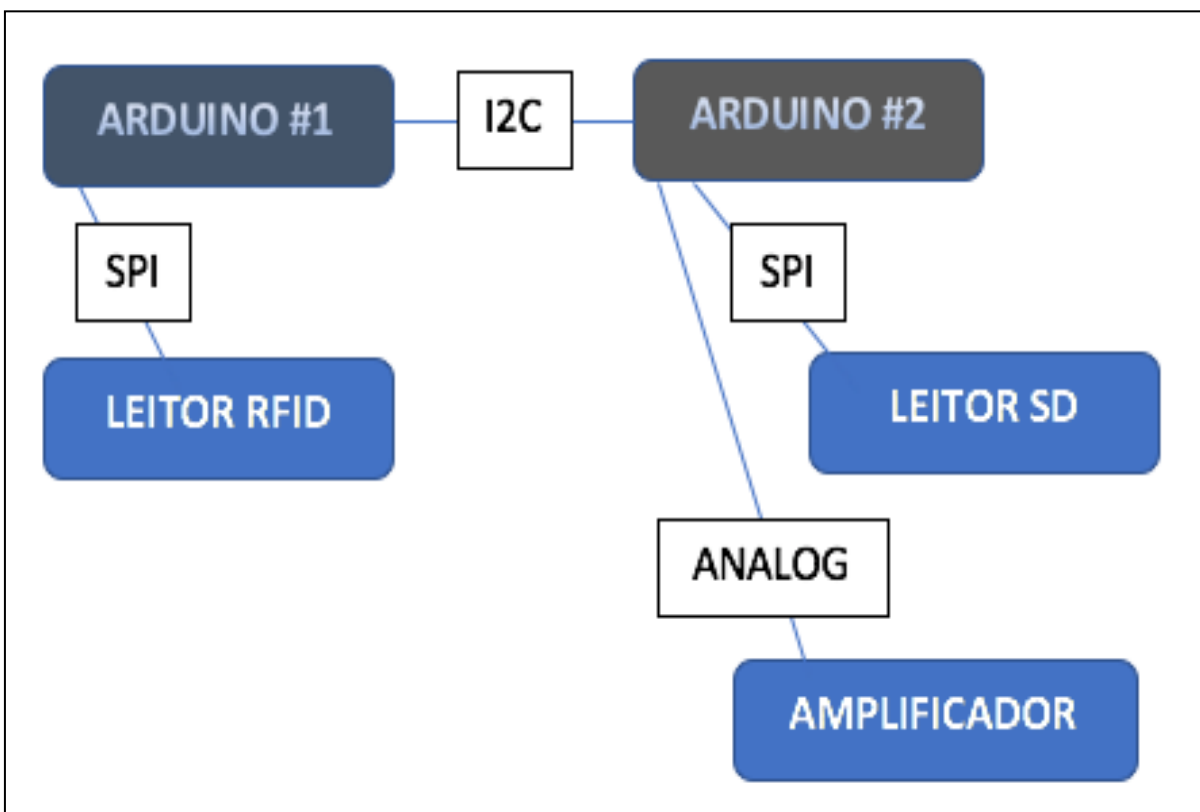 ARDUINO #1
I2C
ARDUINO #2
SPI
SPI
LEITOR RFID
LEITOR SD
ANALOG
AMPLIFICADOR